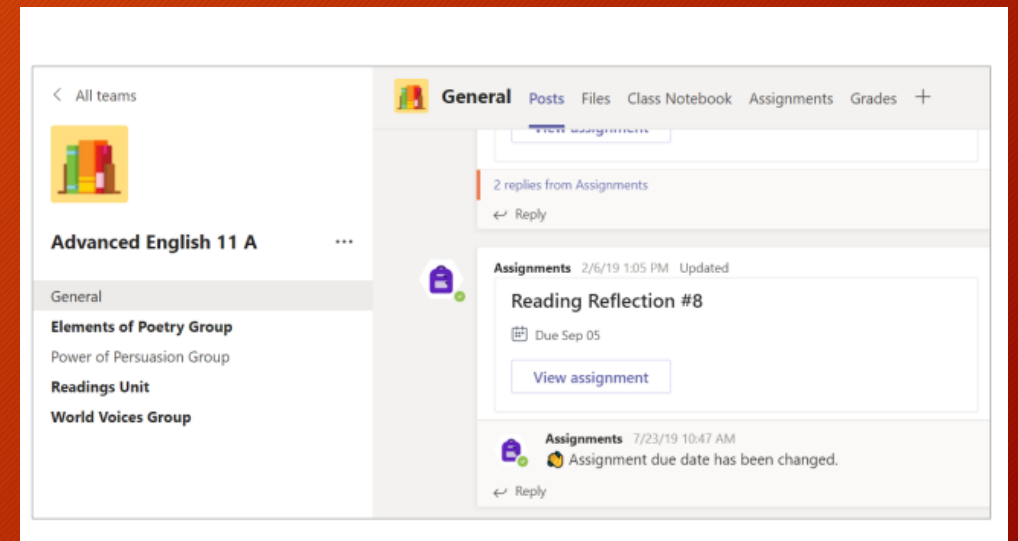 All teams
Advanced English 11 A
General
Elements of Poetry Group
Power of Persuasion Group
Readings Unit
World Voices Group
General Posts Files Class Notebook Assignments Grades
View assignment
2 replies from Assignments
Reply
Assignments 2/6/19 1:05 PM Updated
Reading Reflection #8
Due Sep 05
View assignment
Assignments 7/23/19 10:47 AM
Assignment due date has been changed.
Reply